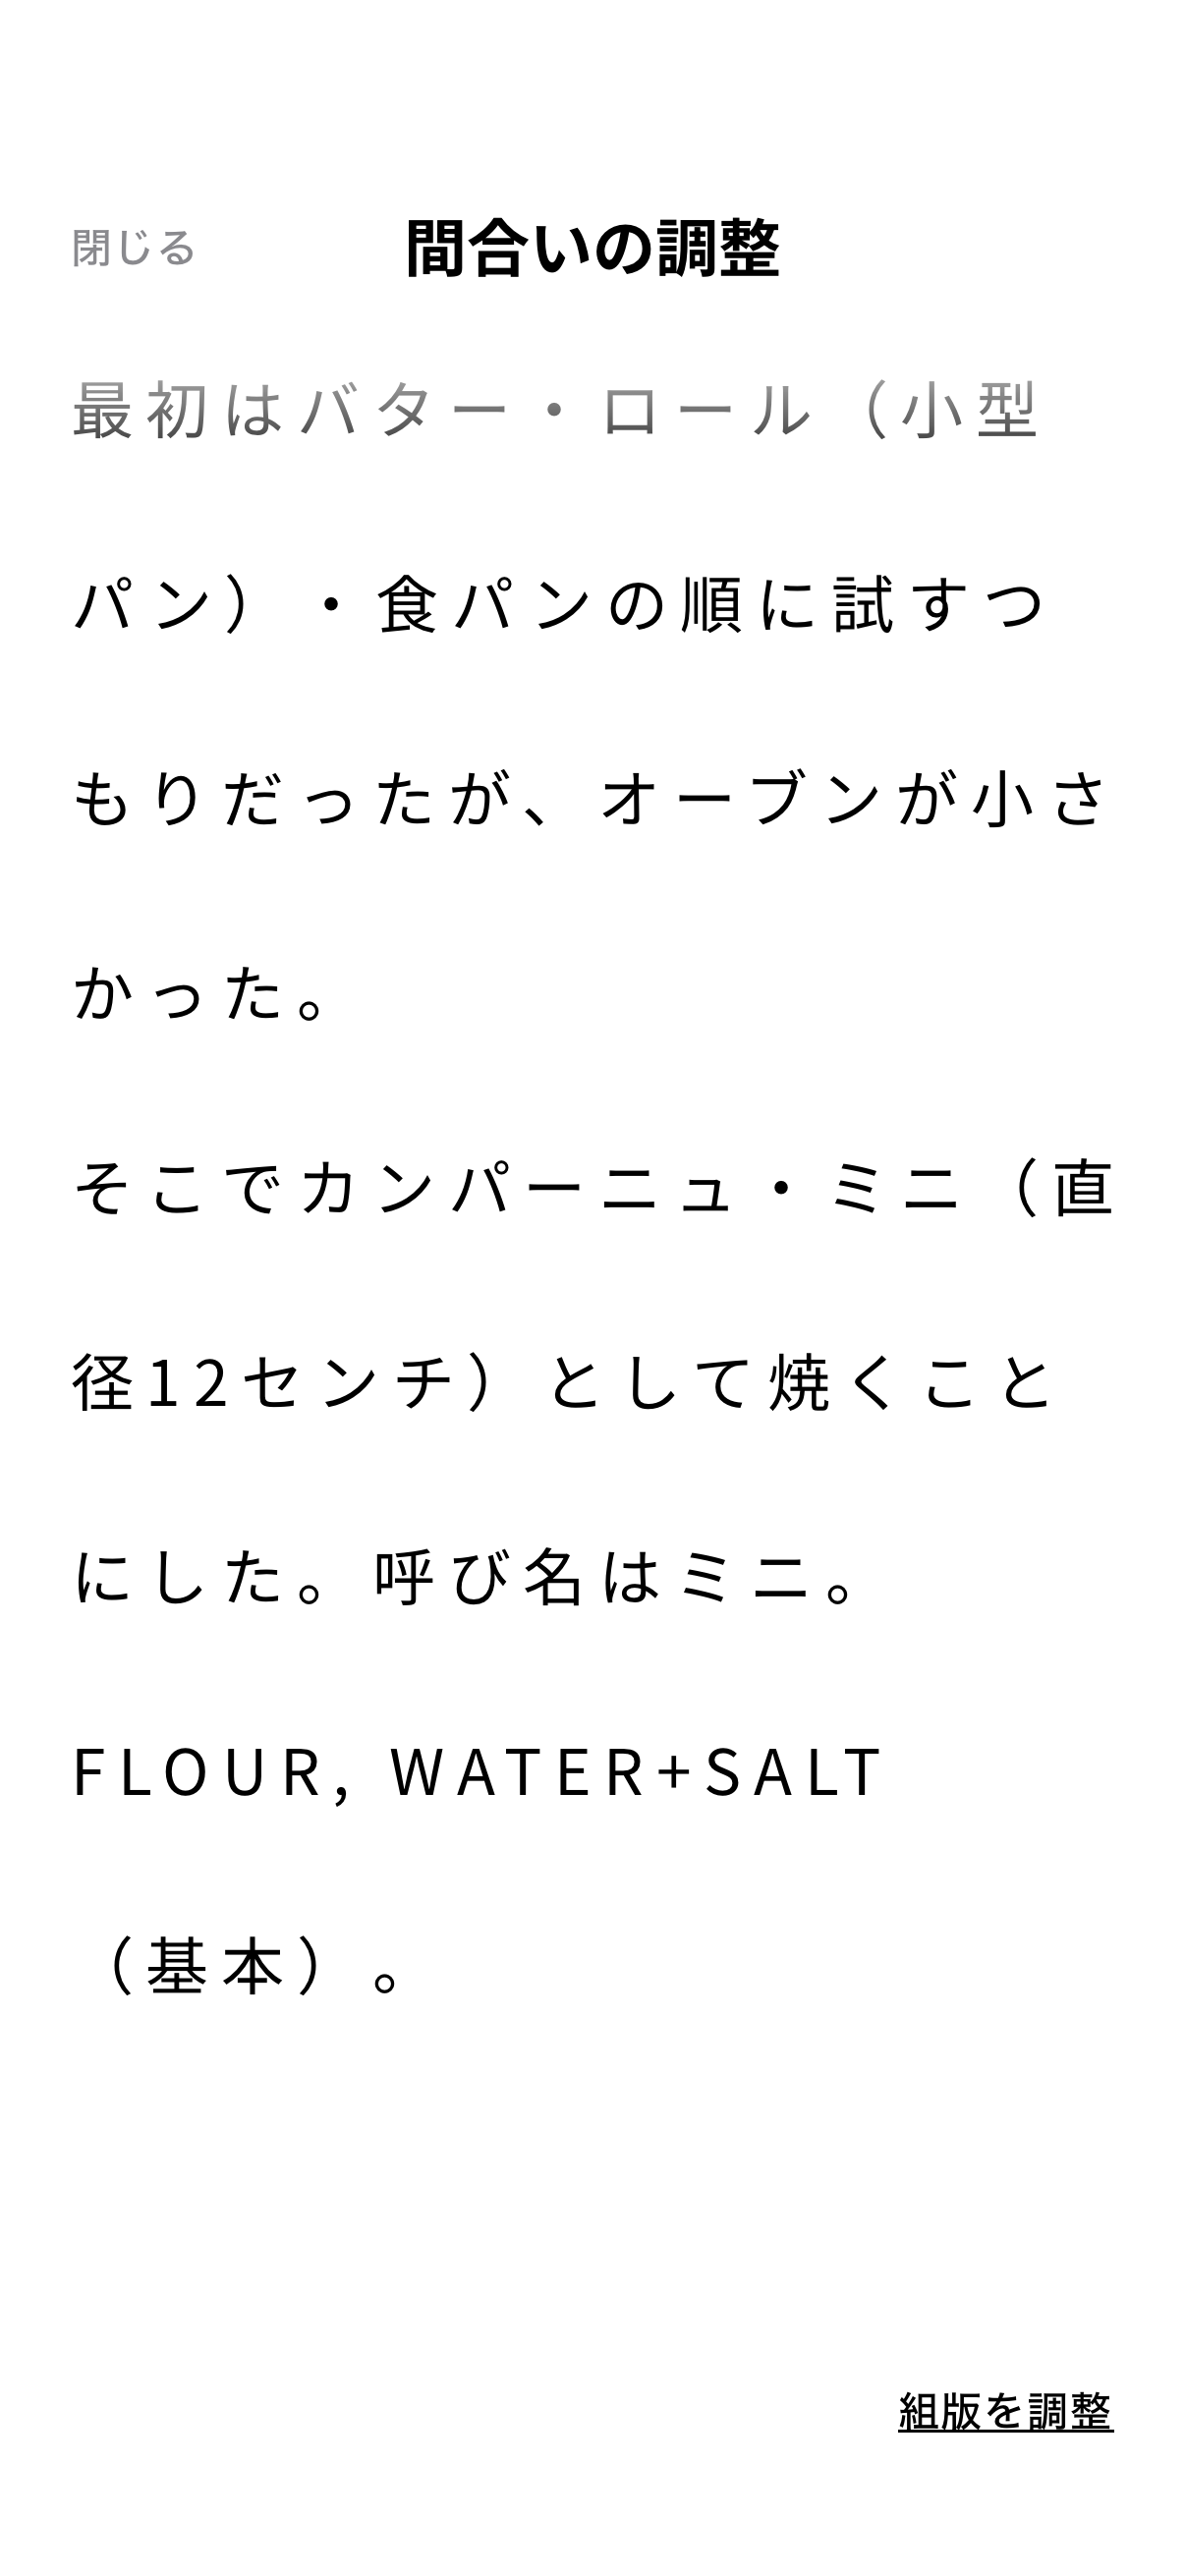 閉じる
間合いの調整
最初はバター・ロール（小型
パン）・食パンの順に試すつ
もりだったが、オーブンが小さ
かった。
そこでカンパーニュ・ミニ（直
径12センチ）として焼くこと
にした。呼び名はミニ。
FLOUR, WATER+SALT
（基本）。
組版を調整